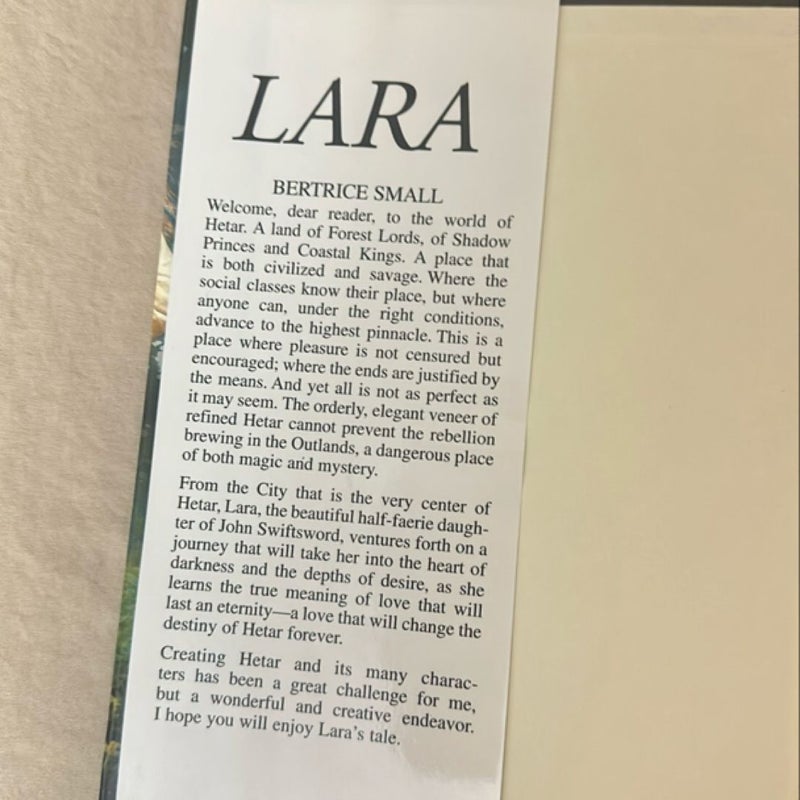 LARA
BERTRICE SMALL
Welcome, dear reader, to the world of
Hetar. A land of Forest Lords, of Shadow
Princes and Coastal Kings. A place that
is both civilized and savage. Where the
social classes know their place, but where
anyone can, under the right conditions,
advance to the highest pinnacle. This is a
place where pleasure is not censured but
encouraged; where the ends are justified by
the means. And yet all is not as perfect as
it may seem. The orderly, elegant veneer of
refined Hetar cannot prevent the rebellion
brewing in the Outlands, a dangerous place
of both magic and mystery.
From the City that is the very center of
Hetar, Lara, the beautiful half-faerie daugh-
ter of John Swiftsword, ventures forth on a
journey that will take her into the heart of
darkness and the depths of desire, as she
learns the true meaning of love that will
last an eternity—a love that will change the
destiny of Hetar forever.
Creating Hetar and its many charac-
ters has been a great challenge for me,
but a wonderful and creative endeavor.
I hope you will enjoy Lara's tale.